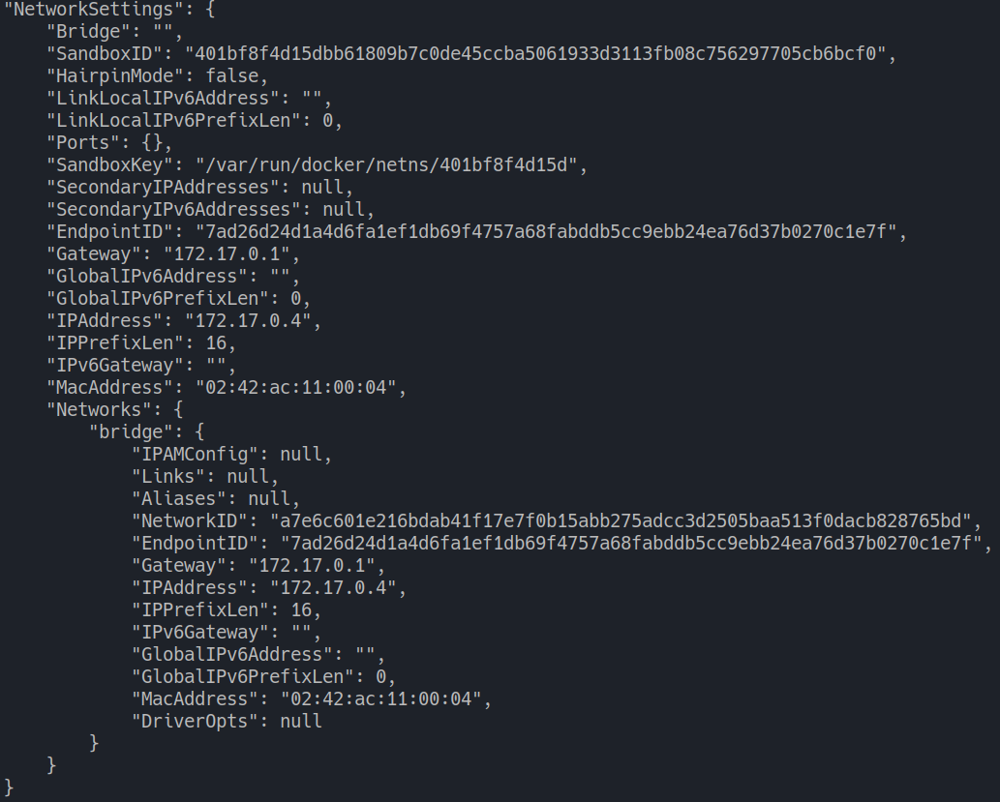 "NetworkSettings": {
    "Bridge": "",
    "SandboxID": "401bf8f4d15dbb61809b7c0de45ccba5061933d3113fb08c756297705cb6bcf0",
    "HairpinMode": false,
    "LinkLocalIPv6Address": "",
    "LinkLocalIPv6PrefixLen": 0,
    "Ports": {},
    "SandboxKey": "/var/run/docker/netns/401bf8f4d15d",
    "SecondaryIPAddresses": null,
    "SecondaryIPv6Addresses": null,
    "EndpointID": "7ad26d24d1a4d6fa1ef1db69f4757a68fabddb5cc9ebb24ea76d37b0270c1e7f",
    "Gateway": "172.17.0.1",
    "GlobalIPv6Address": "",
    "GlobalIPv6PrefixLen": 0,
    "IPAddress": "172.17.0.4",
    "IPPrefixLen": 16,
    "IPv6Gateway": "",
    "MacAddress": "02:42:ac:11:00:04",
    "Networks": {
        "bridge": {
            "IPAMConfig": null,
            "Links": null,
            "Aliases": null,
            "NetworkID": "a7e6c601e216bdab41f17e7f0b15abb275adcc3d2505baa513f0dacb828765bd",
            "EndpointID": "7ad26d24d1a4d6fa1ef1db69f4757a68fabddb5cc9ebb24ea76d37b0270c1e7f",
            "Gateway": "172.17.0.1",
            "IPAddress": "172.17.0.4",
            "IPPrefixLen": 16,
            "IPv6Gateway": "",
            "GlobalIPv6Address": "",
            "GlobalIPv6PrefixLen": 0,
            "MacAddress": "02:42:ac:11:00:04",
            "DriverOpts": null
        }
    }
}